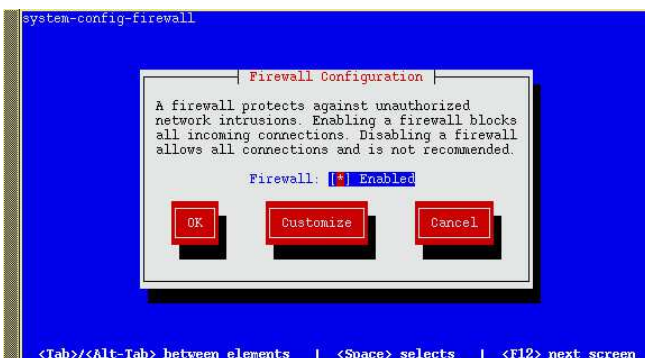 system-config-firewall
Firewall Configuration
A firewall protects against unauthorized
network intrusions. Enabling a firewall blocks
all incoming connections. Disabling a firewall
allows all connections and is not recommended.
Firewall: [*] Enabled
OK Customize Cancel
<Tab>/<Alt-Tab> between elements | <Space> selects | <F12> next screen